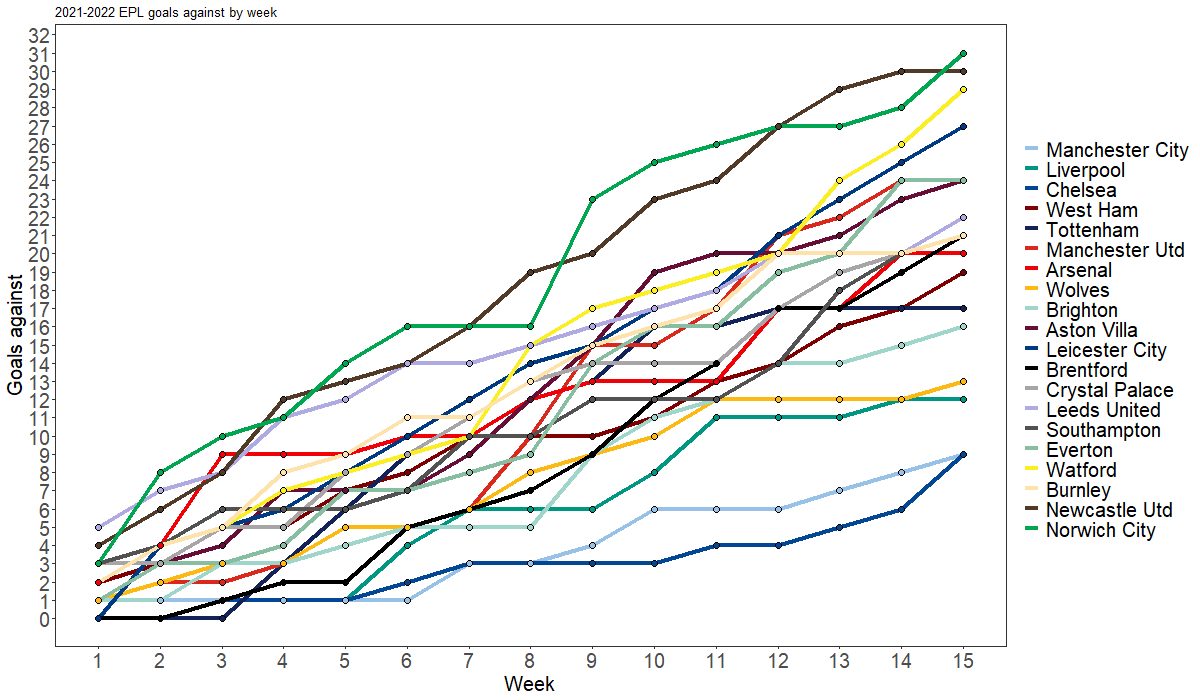 2021-2022 EPL goals against by week
Goals against
32
31
30
29
28
27
26
25
24
23
22
21
20
19
18
17
16
15
14
13
12
11
10
9
8
7
6
5
4
3
2
1
0
1 2 3 4 5 6 7 8 9 10 11 12 13 14 15
Week
Manchester City
Liverpool
Chelsea
West Ham
Tottenham
Manchester Utd
Arsenal
Wolves
Brighton
Aston Villa
Leicester City
Brentford
Crystal Palace
Leeds United
Southampton
Everton
Watford
Burnley
Newcastle Utd
Norwich City